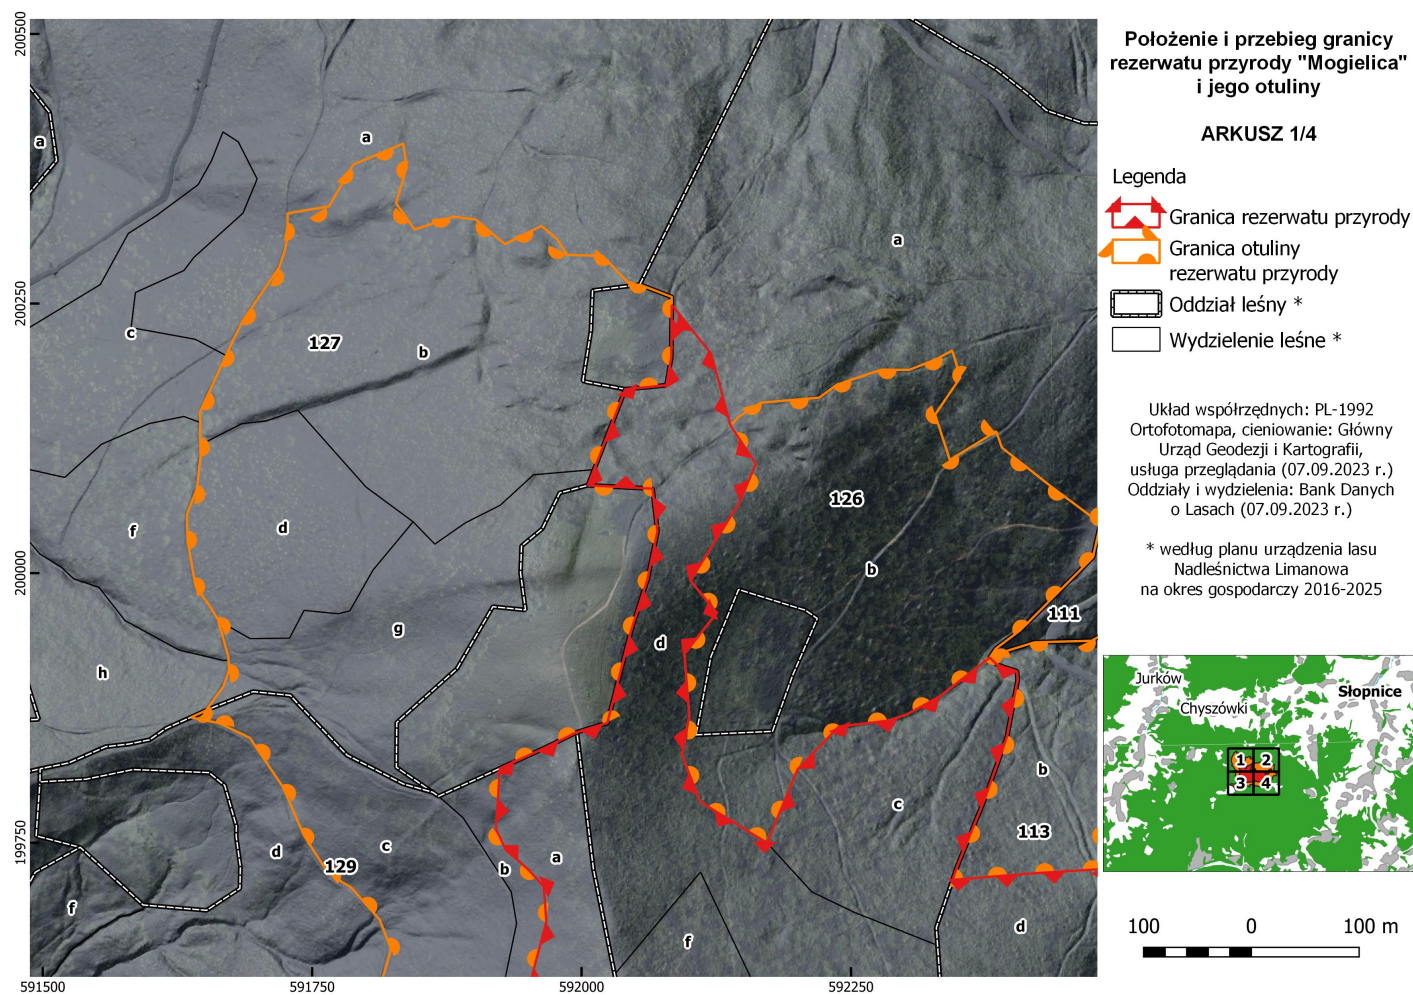 Położenie i przebieg granicy
rezerwatu przyrody "Mogielica"
i jego otuliny
ARKUSZ 1/4
Legenda
Granica rezerwatu przyrody
Granica otuliny
rezerwatu przyrody
Oddział leśny *
Wydzielenie leśne *
Układ współrzędnych: PL-1992
Ortofotomapa, cieniowanie: Główny
Urząd Geodezji i Kartografii,
usługa przeglądania (07.09.2023 r.)
Oddziały i wydzielenia: Bank Danych
o Lasach (07.09.2023 r.)
* według planu urządzenia lasu
Nadleśnictwa Limanowa
na okres gospodarczy 2016-2025
Jurków
Słopnice
Chyszówki
1 2
3 4
100 0 100 m
200500
200250
200000
199750
591500 591750 592000 592250
a
a
a
c
127
b
126
f
d
b
111
g
d
h
b
c
113
d
c
129
b
a
f
f
d